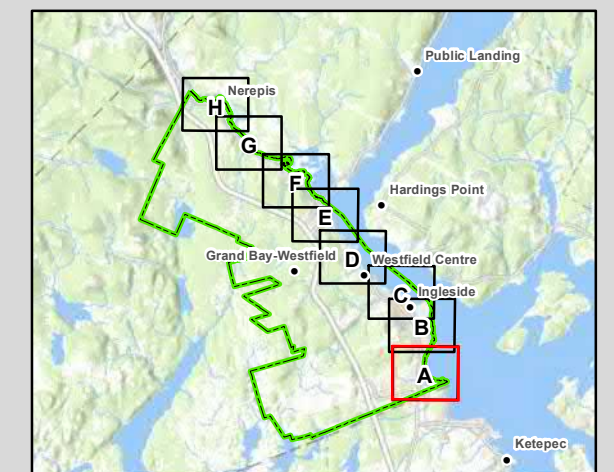 Public Landing
Nerepis
H
G
F
Hardings Point
E
Grand Bay-Westfield
D
Westfield Centre
C
Ingleside
B
A
Ketepec